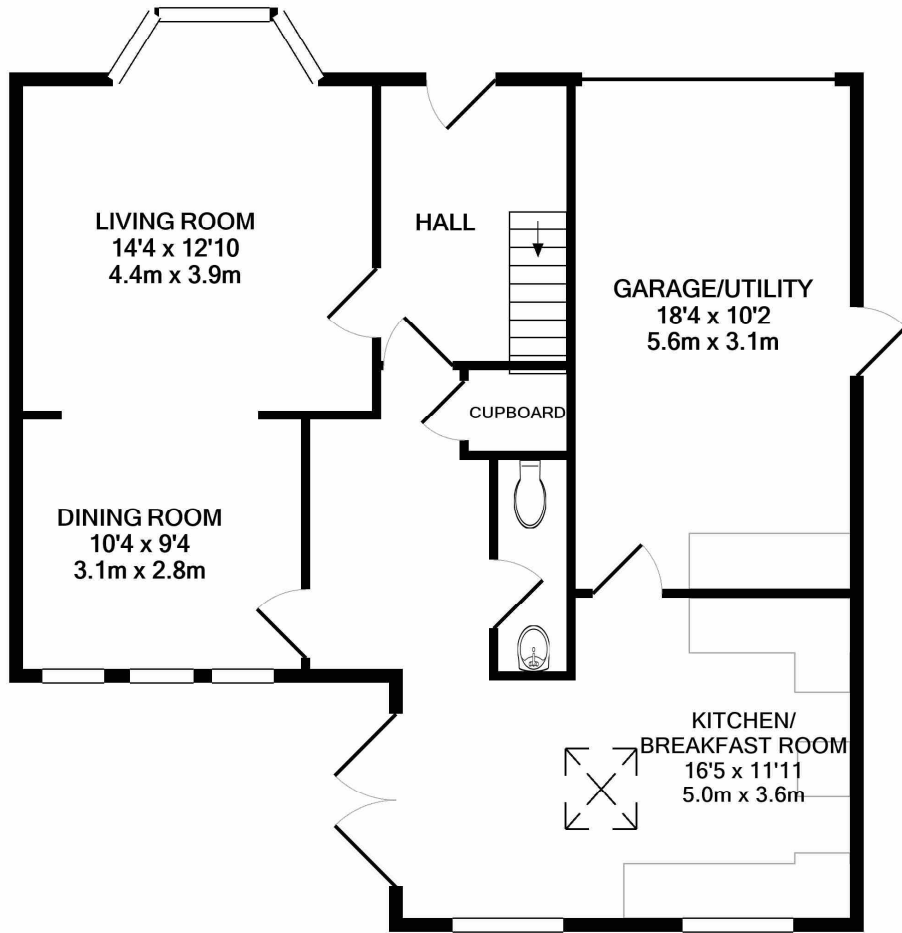 LIVING ROOM
14'4 x 12'10
4.4m x 3.9m
HALL
GARAGE/UTILITY
18'4 x 10'2
5.6m x 3.1m
CUPBOARD
DINING ROOM
10'4 x 9'4
3.1m x 2.8m
KITCHEN/
BREAKFAST ROOM
16'5 x 11'11
5.0m x 3.6m